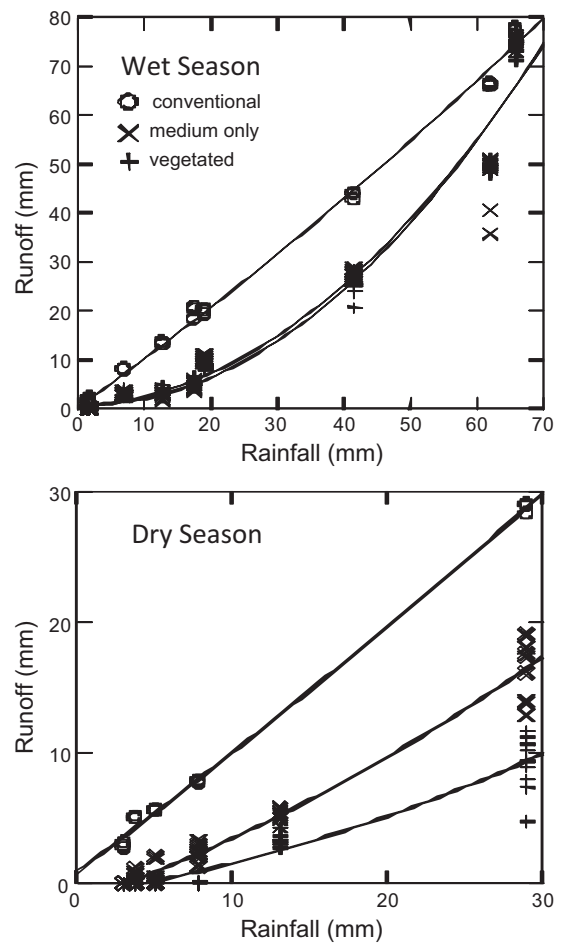 80
70
60
50
40
30
20
10
0
Runoff (mm)
Wet Season
conventional
medium only
vegetated
0 10 20 30 40 50 60 70
Rainfall (mm)
30
20
10
0
Runoff (mm)
Dry Season
0 10 20 30
Rainfall (mm)